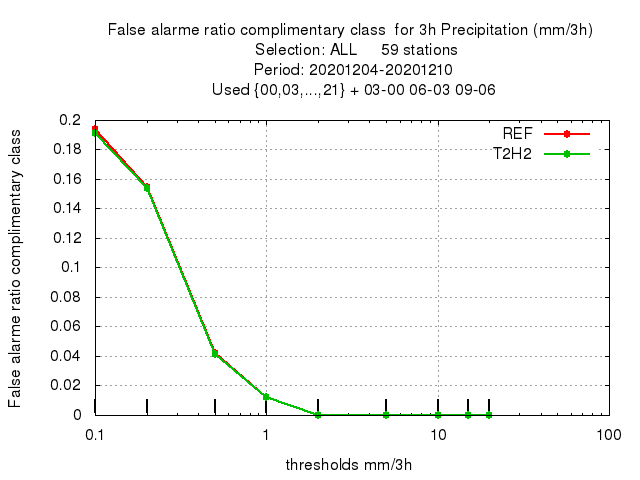 False alarme ratio complimentary class  for 3h Precipitation (mm/3h)
Selection: ALL     59 stations
Period: 20201204-20201210
Used {00,03,...,21} + 03-00 06-03 09-06
False alarme ratio complimentary class
0.2
0.18
0.16
0.14
0.12
0.1
0.08
0.06
0.04
0.02
0
REF
T2H2
0.1
1
10
100
thresholds mm/3h